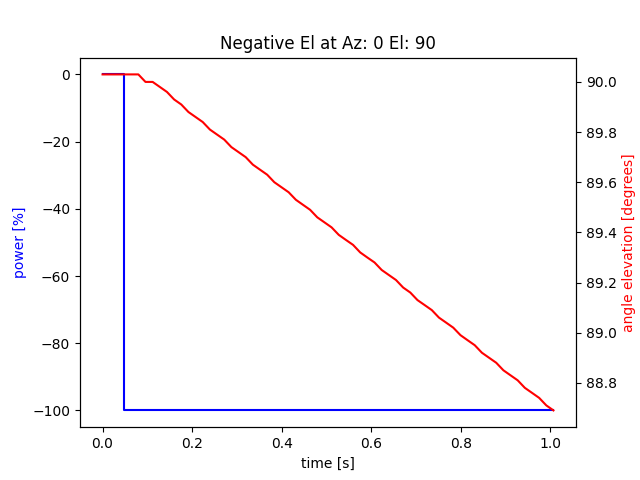 Negative El at Az: 0 El: 90
0
−20
−40
−60
−80
−100
power [%]
90.0
89.8
89.6
89.4
89.2
89.0
88.8
angle elevation [degrees]
0.0 0.2 0.4 0.6 0.8 1.0
time [s]